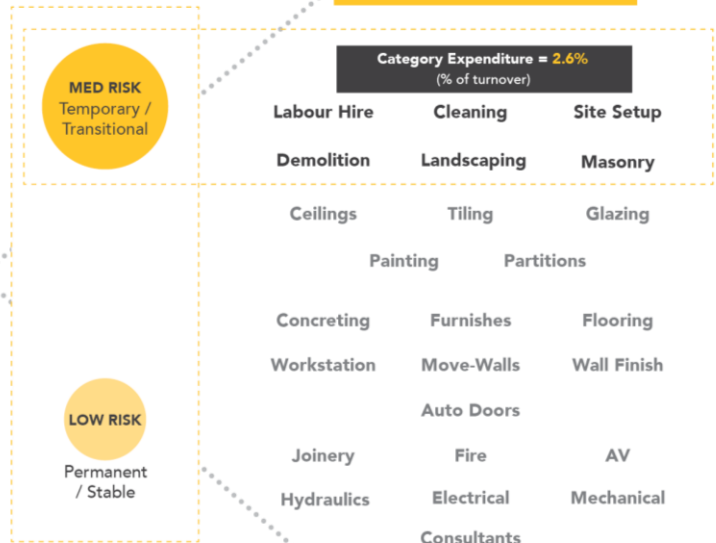 MED RISK
Temporary /
Transitional
Category Expenditure = 2.6%
(% of turnover)
Labour Hire Cleaning Site Setup
Demolition Landscaping Masonry
Ceilings Tiling Glazing
Painting Partitions
Concreting Furnishes Flooring
Workstation Move-Walls Wall Finish
Auto Doors
LOW RISK
Permanent
/ Stable
Joinery Fire AV
Hydraulics Electrical Mechanical
Consultants